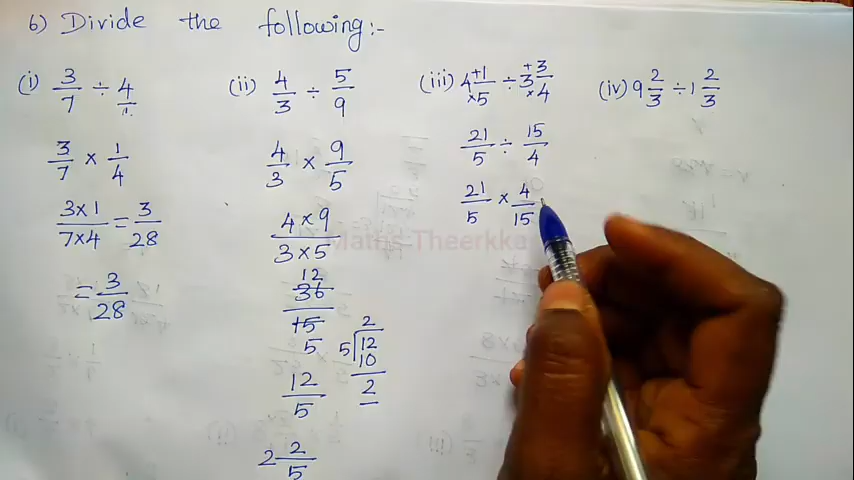 6) Divide the following:-
(i) 3/7 ÷ 4/1
3/7 × 1/4
3×1/7×4 = 3/28
= 3/28
(ii) 4/3 ÷ 5/9
4/3 × 9/5
4×9/3×5
12
36/15
5
12/5
2 2/5
2
5 12
10
2
(iii) 4 +1/×5 ÷ 3 +3/×4
21/5 ÷ 15/4
21/5 × 4/15
(iv) 9 2/3 ÷ 1 2/3
Maths Theerkka